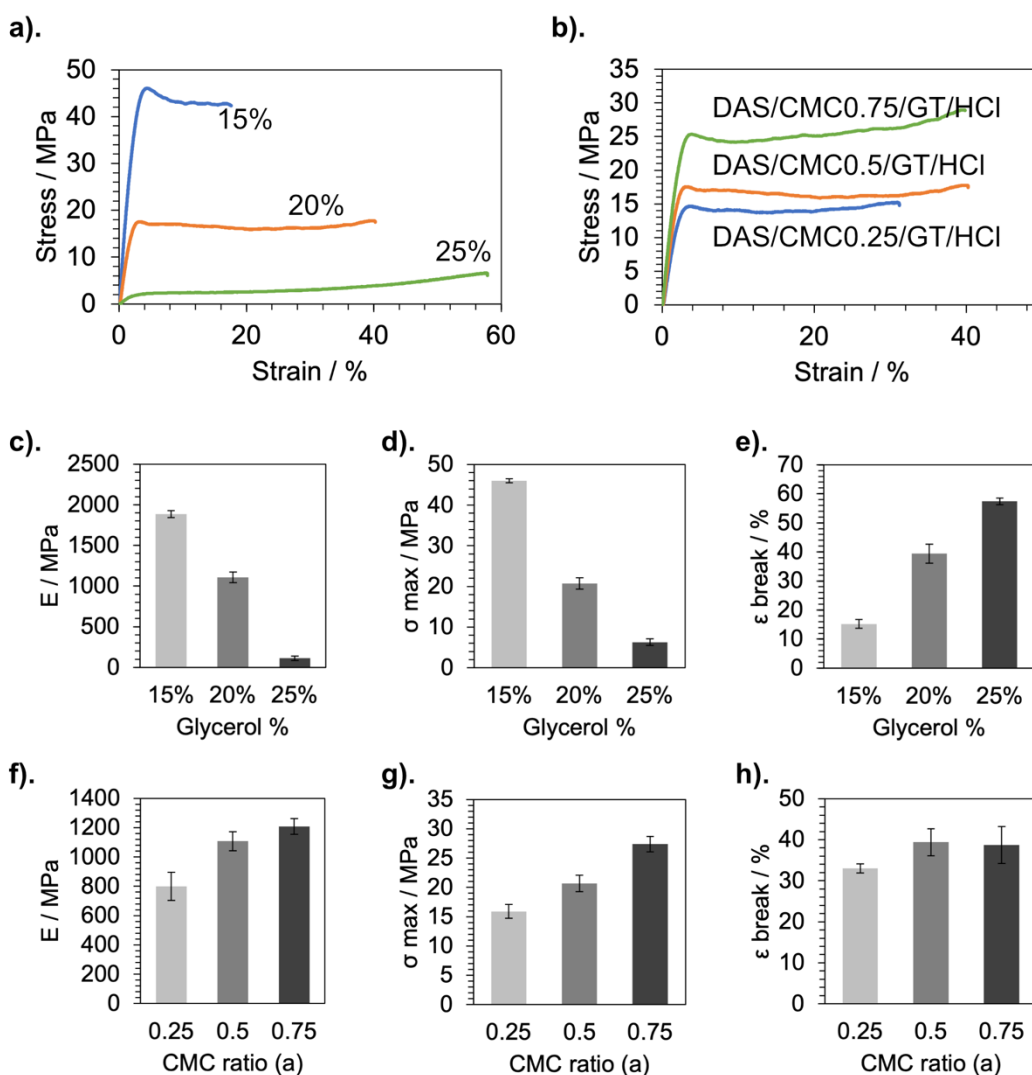 a).
50
40
30
20
10
0
Stress / MPa
15%
20%
25%
0 20 40 60
Strain / %
b).
35
30
25
20
15
10
5
0
Stress / MPa
DAS/CMC0.75/GT/HCl
DAS/CMC0.5/GT/HCl
DAS/CMC0.25/GT/HCl
0 20 40
Strain / %
c).
2500
2000
1500
1000
500
0
E / MPa
15% 20% 25%
Glycerol %
d).
50
40
30
20
10
0
σ max / MPa
15% 20% 25%
Glycerol %
e).
70
60
50
40
30
20
10
0
ε break / %
15% 20% 25%
Glycerol %
f).
1400
1200
1000
800
600
400
200
0
E / MPa
0.25 0.5 0.75
CMC ratio (a)
g).
35
30
25
20
15
10
5
0
σ max / MPa
0.25 0.5 0.75
CMC ratio (a)
h).
50
40
30
20
10
0
ε break / %
0.25 0.5 0.75
CMC ratio (a)